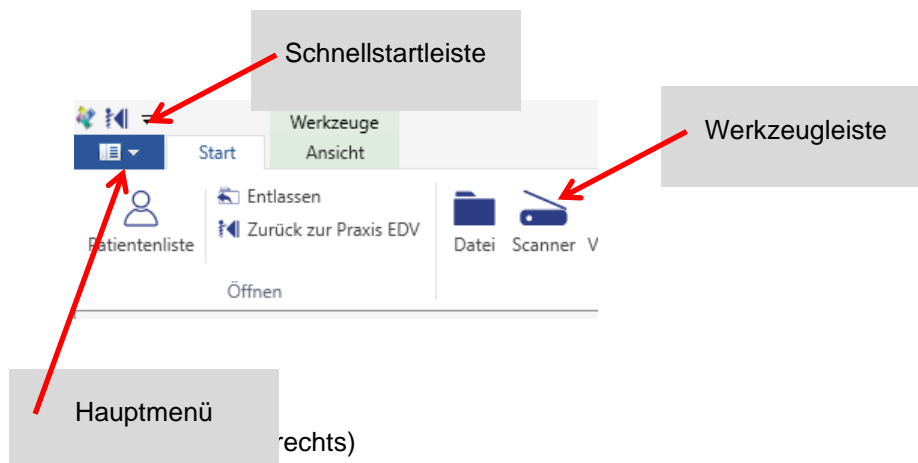 Schnellstartleiste
Werkzeuge
Werkzeugleiste
Start
Ansicht
Entlassen
Zurück zur Praxis EDV
Patientenliste
Datei
Scanner
V
Öffnen
Hauptmenü
rechts)